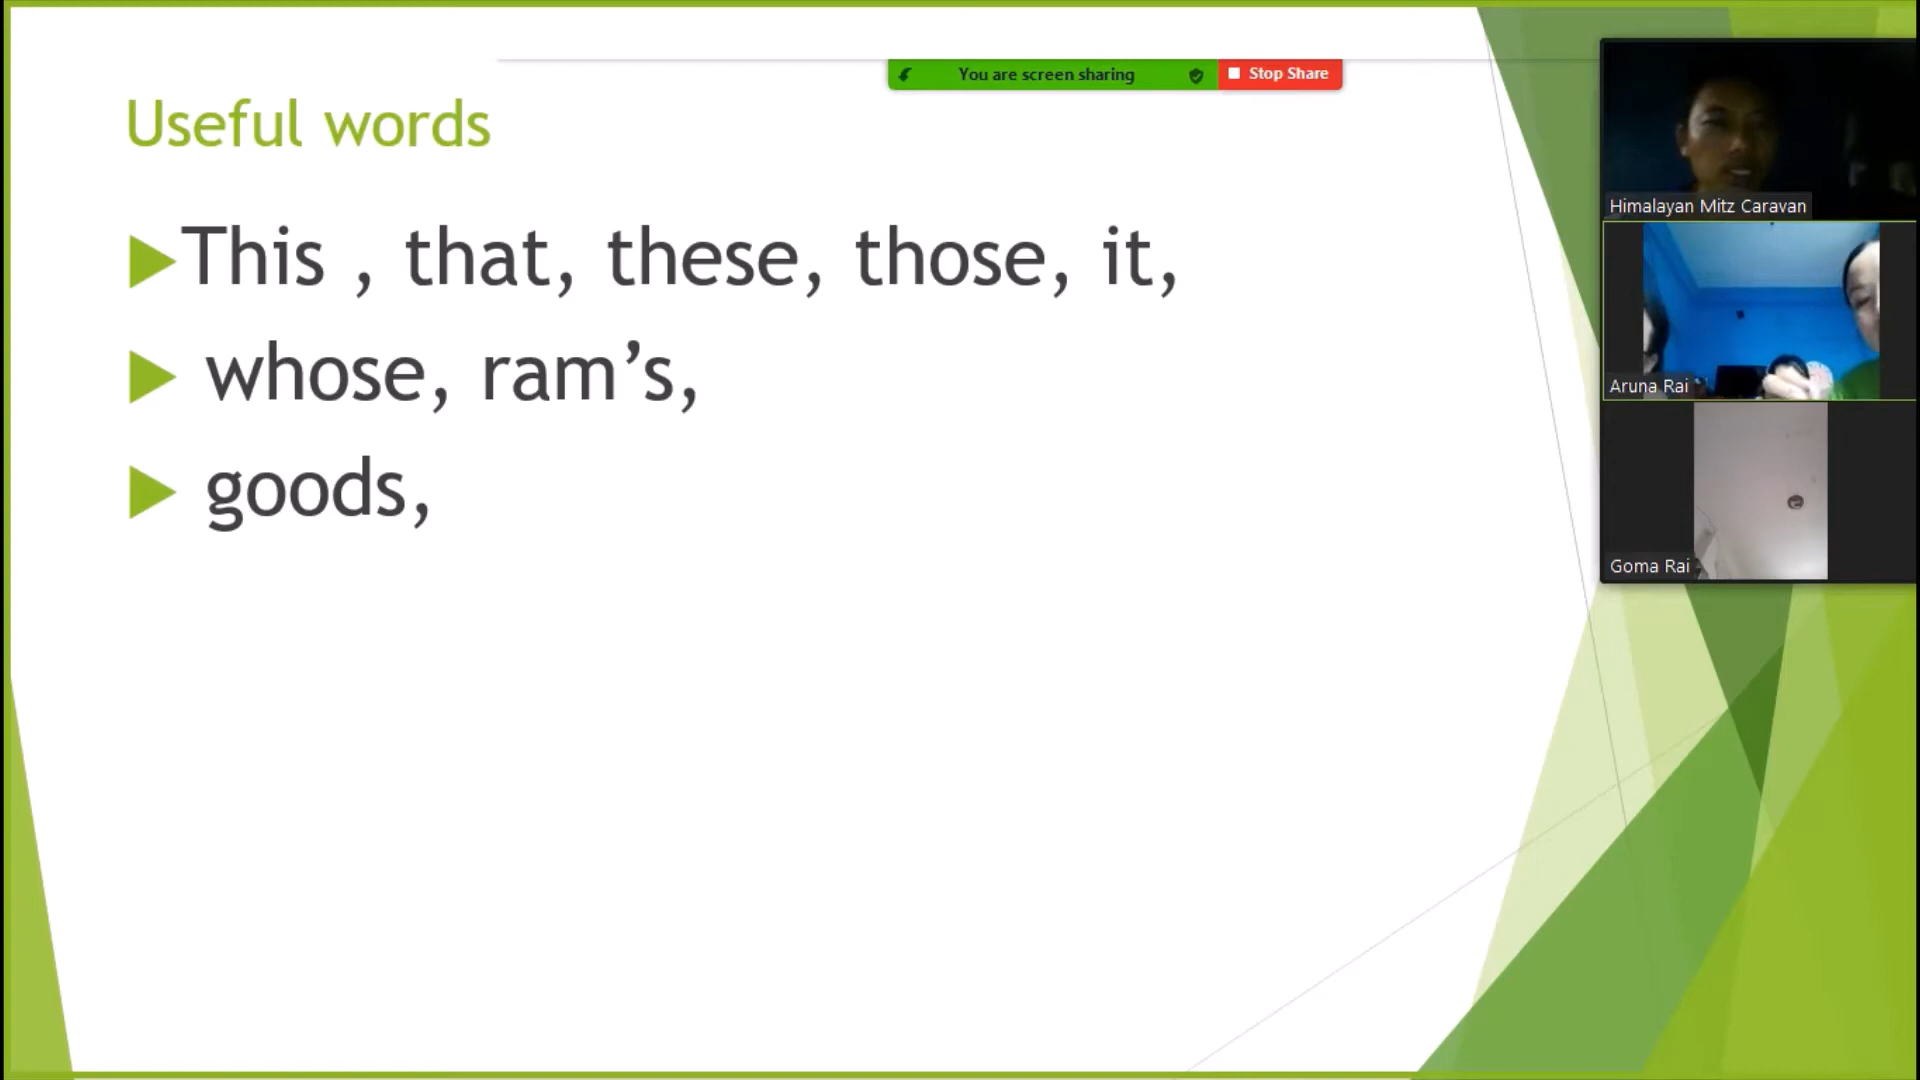 You are screen sharing Stop Share
Useful words
This , that, these, those, it,
whose, ram’s,
goods,
Himalayan Mitz Caravan
Aruna Rai
Goma Rai